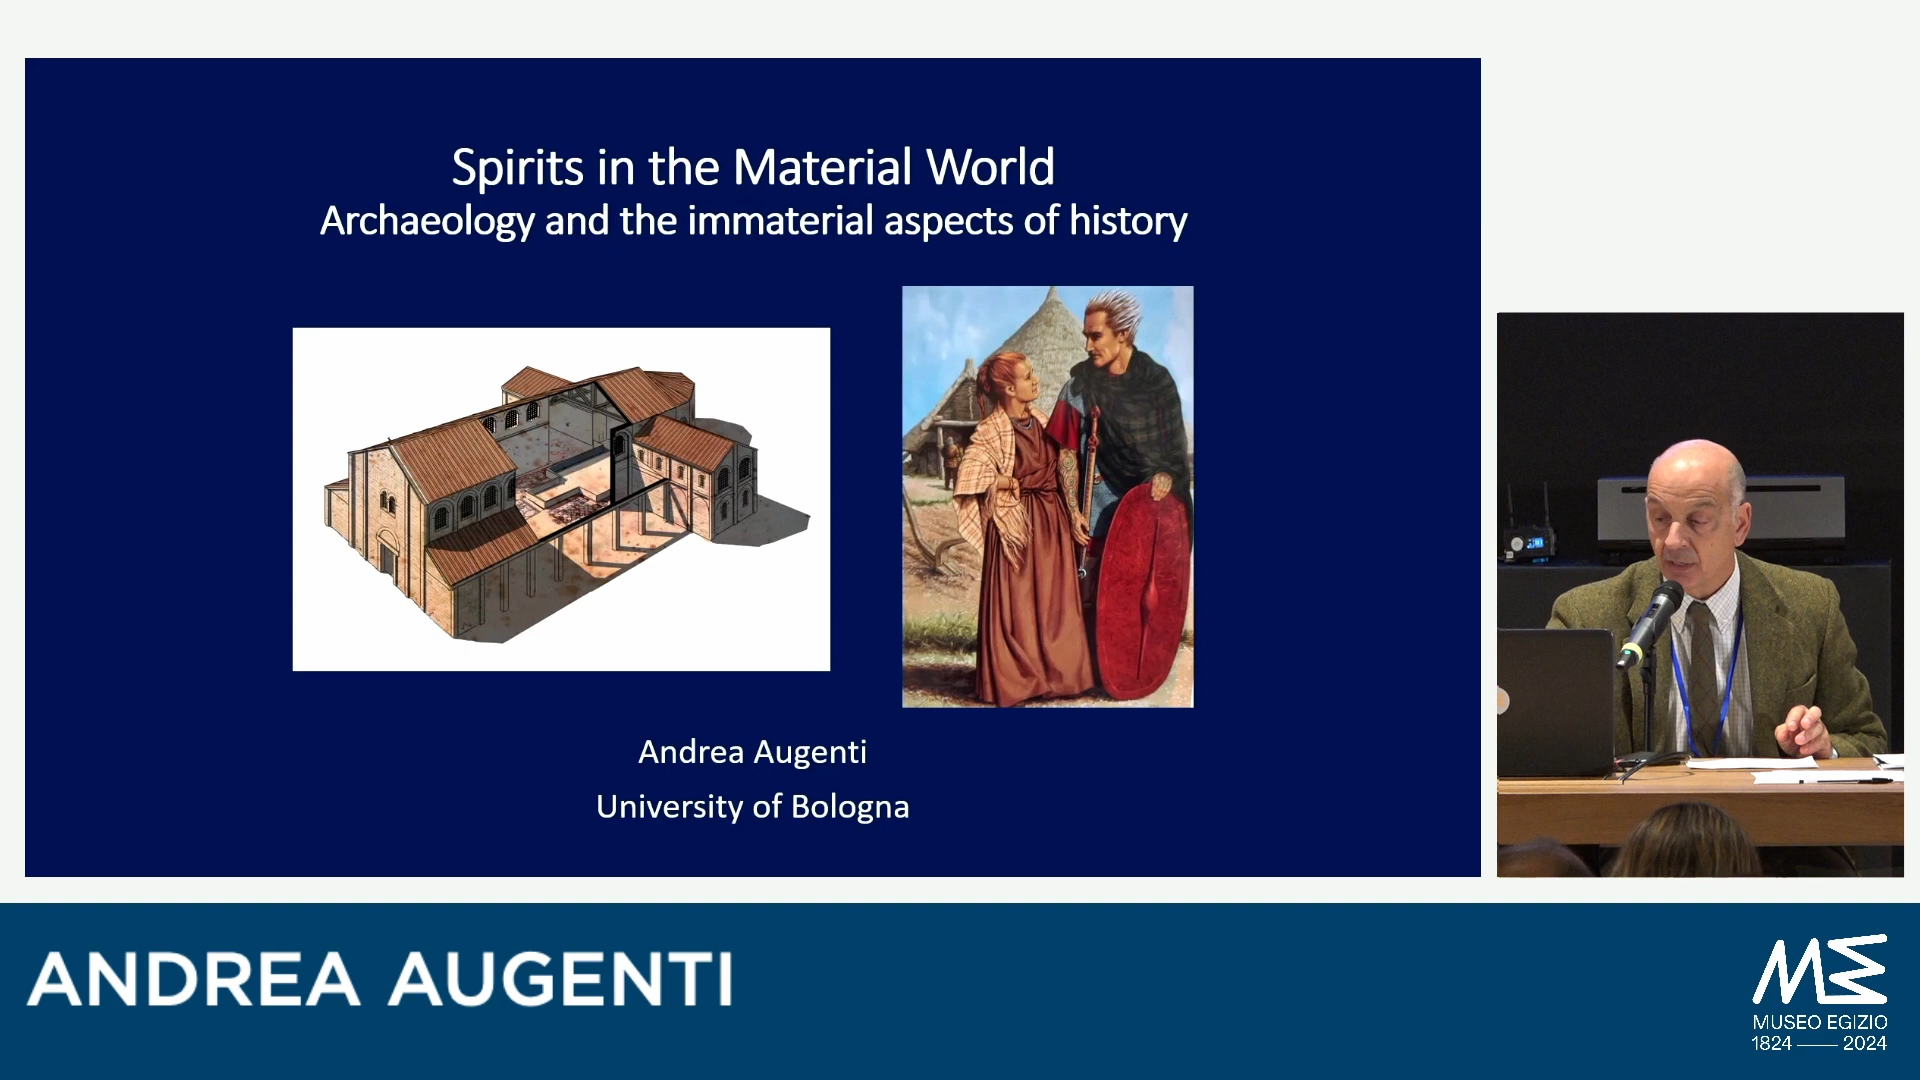 Spirits in the Material World
Archaeology and the immaterial aspects of history
Andrea Augenti
University of Bologna
ANDREA AUGENTI
MUSEO EGIZIO
1824 — 2024